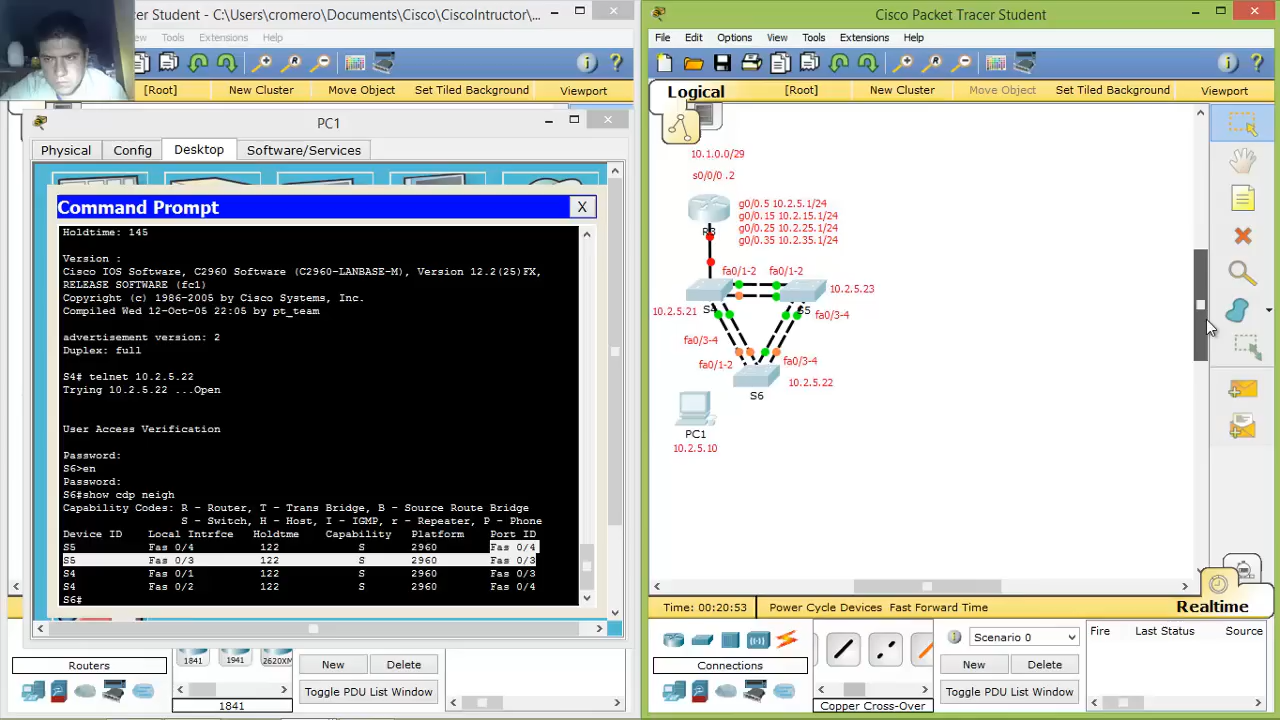 r Student - C:\Users\cromero\Documents\Cisco\CiscoIntructor\...
Tools Extensions Help
[Root] New Cluster Move Object Set Tiled Background Viewport
PC1
Physical Config Desktop Software/Services
Command Prompt X
Holdtime: 145
Version :
Cisco IOS Software, C2960 Software (C2960-LANBASE-M), Version 12.2(25)FX,
RELEASE SOFTWARE (fc1)
Copyright (c) 1986-2005 by Cisco Systems, Inc.
Compiled Wed 12-Oct-05 22:05 by pt_team
advertisement version: 2
Duplex: full
S4# telnet 10.2.5.22
Trying 10.2.5.22 ...Open
User Access Verification
Password:
S6>en
Password:
S6#show cdp neigh
Capability Codes: R - Router, T - Trans Bridge, B - Source Route Bridge
S - Switch, H - Host, I - IGMP, r - Repeater, P - Phone
Device ID Local Intrfce Holdtme Capability Platform Port ID
S5 Fas 0/4 122 S 2960 Fas 0/4
S5 Fas 0/3 122 S 2960 Fas 0/3
S4 Fas 0/1 122 S 2960 Fas 0/3
S4 Fas 0/2 122 S 2960 Fas 0/4
S6#
Routers
1841 1941 2620XM
1841
New Delete
Toggle PDU List Window
Cisco Packet Tracer Student
File Edit Options View Tools Extensions Help
Logical [Root] New Cluster Move Object Set Tiled Background Viewport
10.1.0.0/29
s0/0/0 .2
R3
g0/0.5 10.2.5.1/24
g0/0.15 10.2.15.1/24
g0/0.25 10.2.25.1/24
g0/0.35 10.2.35.1/24
fa0/1-2 fa0/1-2
10.2.5.23
10.2.5.21 S4 S5
fa0/3-4
fa0/3-4
fa0/1-2 fa0/3-4
10.2.5.22
S6
PC1
10.2.5.10
Time: 00:20:53 Power Cycle Devices Fast Forward Time
Realtime
Connections
Copper Cross-Over
Scenario 0
New Delete
Toggle PDU List Window
Fire Last Status Source